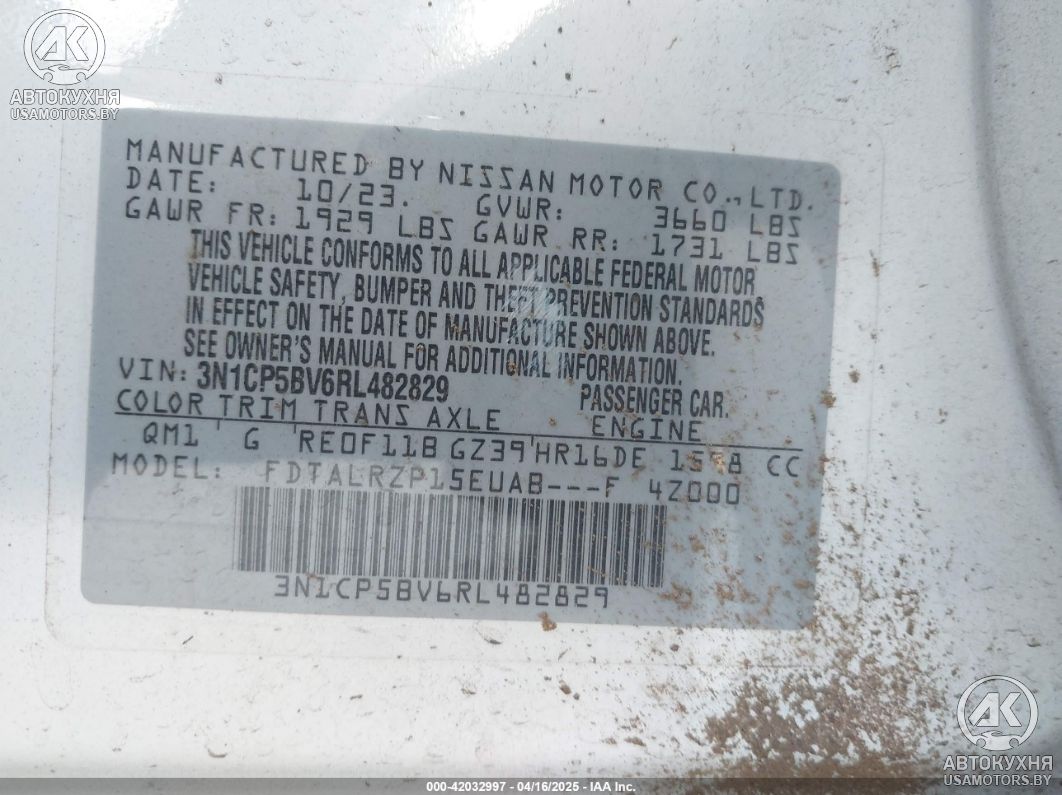 AK
АВТОКУХНЯ
USAMOTORS.BY
MANUFACTURED BY NISSAN MOTOR CO.,LTD.
DATE: 10/23. GVWR: 3660 LBS
GAWR FR: 1929 LBS GAWR RR: 1731 LBS
THIS VEHICLE CONFORMS TO ALL APPLICABLE FEDERAL MOTOR
VEHICLE SAFETY, BUMPER AND THEFT PREVENTION STANDARDS
IN EFFECT ON THE DATE OF MANUFACTURE SHOWN ABOVE.
SEE OWNER'S MANUAL FOR ADDITIONAL INFORMATION.
VIN: 3N1CP5BV6RL482829 PASSENGER CAR.
COLOR TRIM TRANS AXLE ENGINE
QM1 G RE0F11B GZ39 HR16DE 1598 CC
MODEL: FDTALRZP15EUAB---F 4Z000
3N1CP5BV6RL482829
AK
АВТОКУХНЯ
USAMOTORS.BY
000-42032997 - 04/16/2025 - IAA Inc.